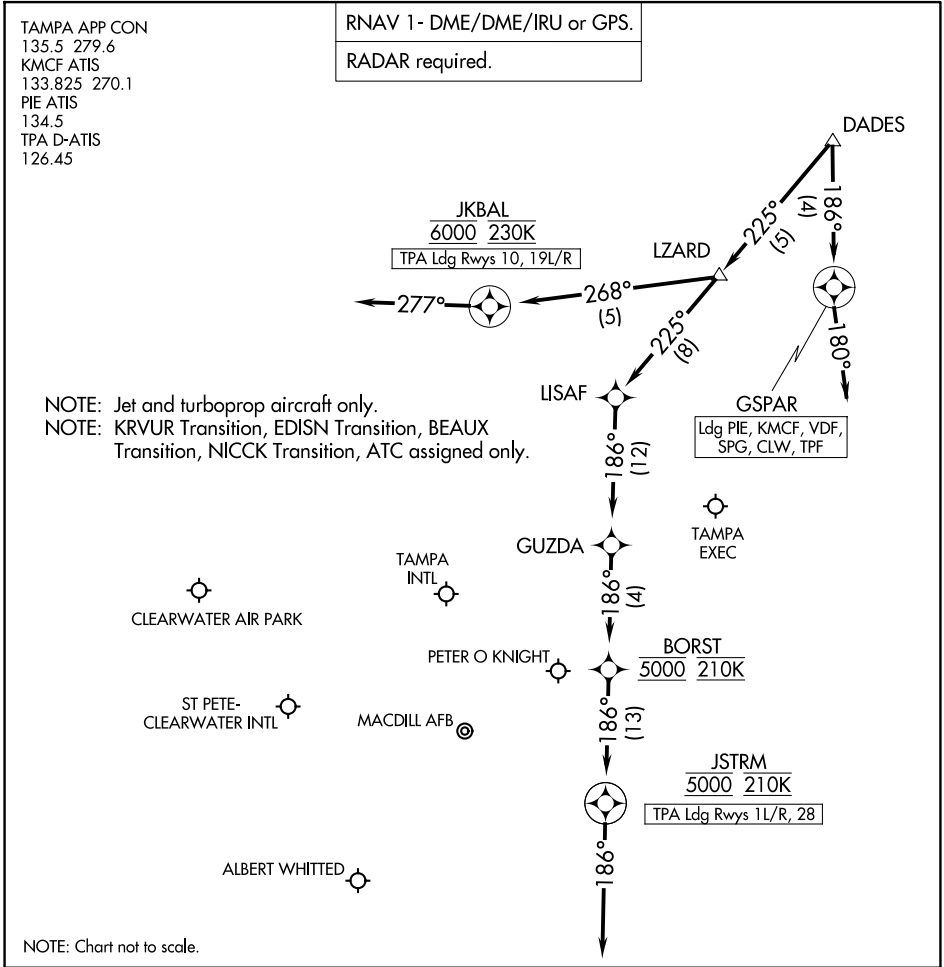 TAMPA APP CON
135.5 279.6
KMCF ATIS
133.825 270.1
PIE ATIS
134.5
TPA D-ATIS
126.45
RNAV 1- DME/DME/IRU or GPS.
RADAR required.
DADES
186°
(4)
225°
(5)
JKBAL
6000 230K
TPA Ldg Rwys 10, 19L/R
LZARD
277°
268°
(5)
225°
(8)
180°
LISAF
GSPAR
Ldg PIE, KMCF, VDF,
SPG, CLW, TPF
NOTE: Jet and turboprop aircraft only.
NOTE: KRVUR Transition, EDISN Transition, BEAUX
Transition, NICCK Transition, ATC assigned only.
186°
(12)
TAMPA
EXEC
GUZDA
TAMPA
INTL
186°
(4)
CLEARWATER AIR PARK
PETER O KNIGHT
BORST
5000 210K
ST PETE-
CLEARWATER INTL
MACDILL AFB
186°
(13)
JSTRM
5000 210K
TPA Ldg Rwys 1L/R, 28
186°
ALBERT WHITTED
NOTE: Chart not to scale.